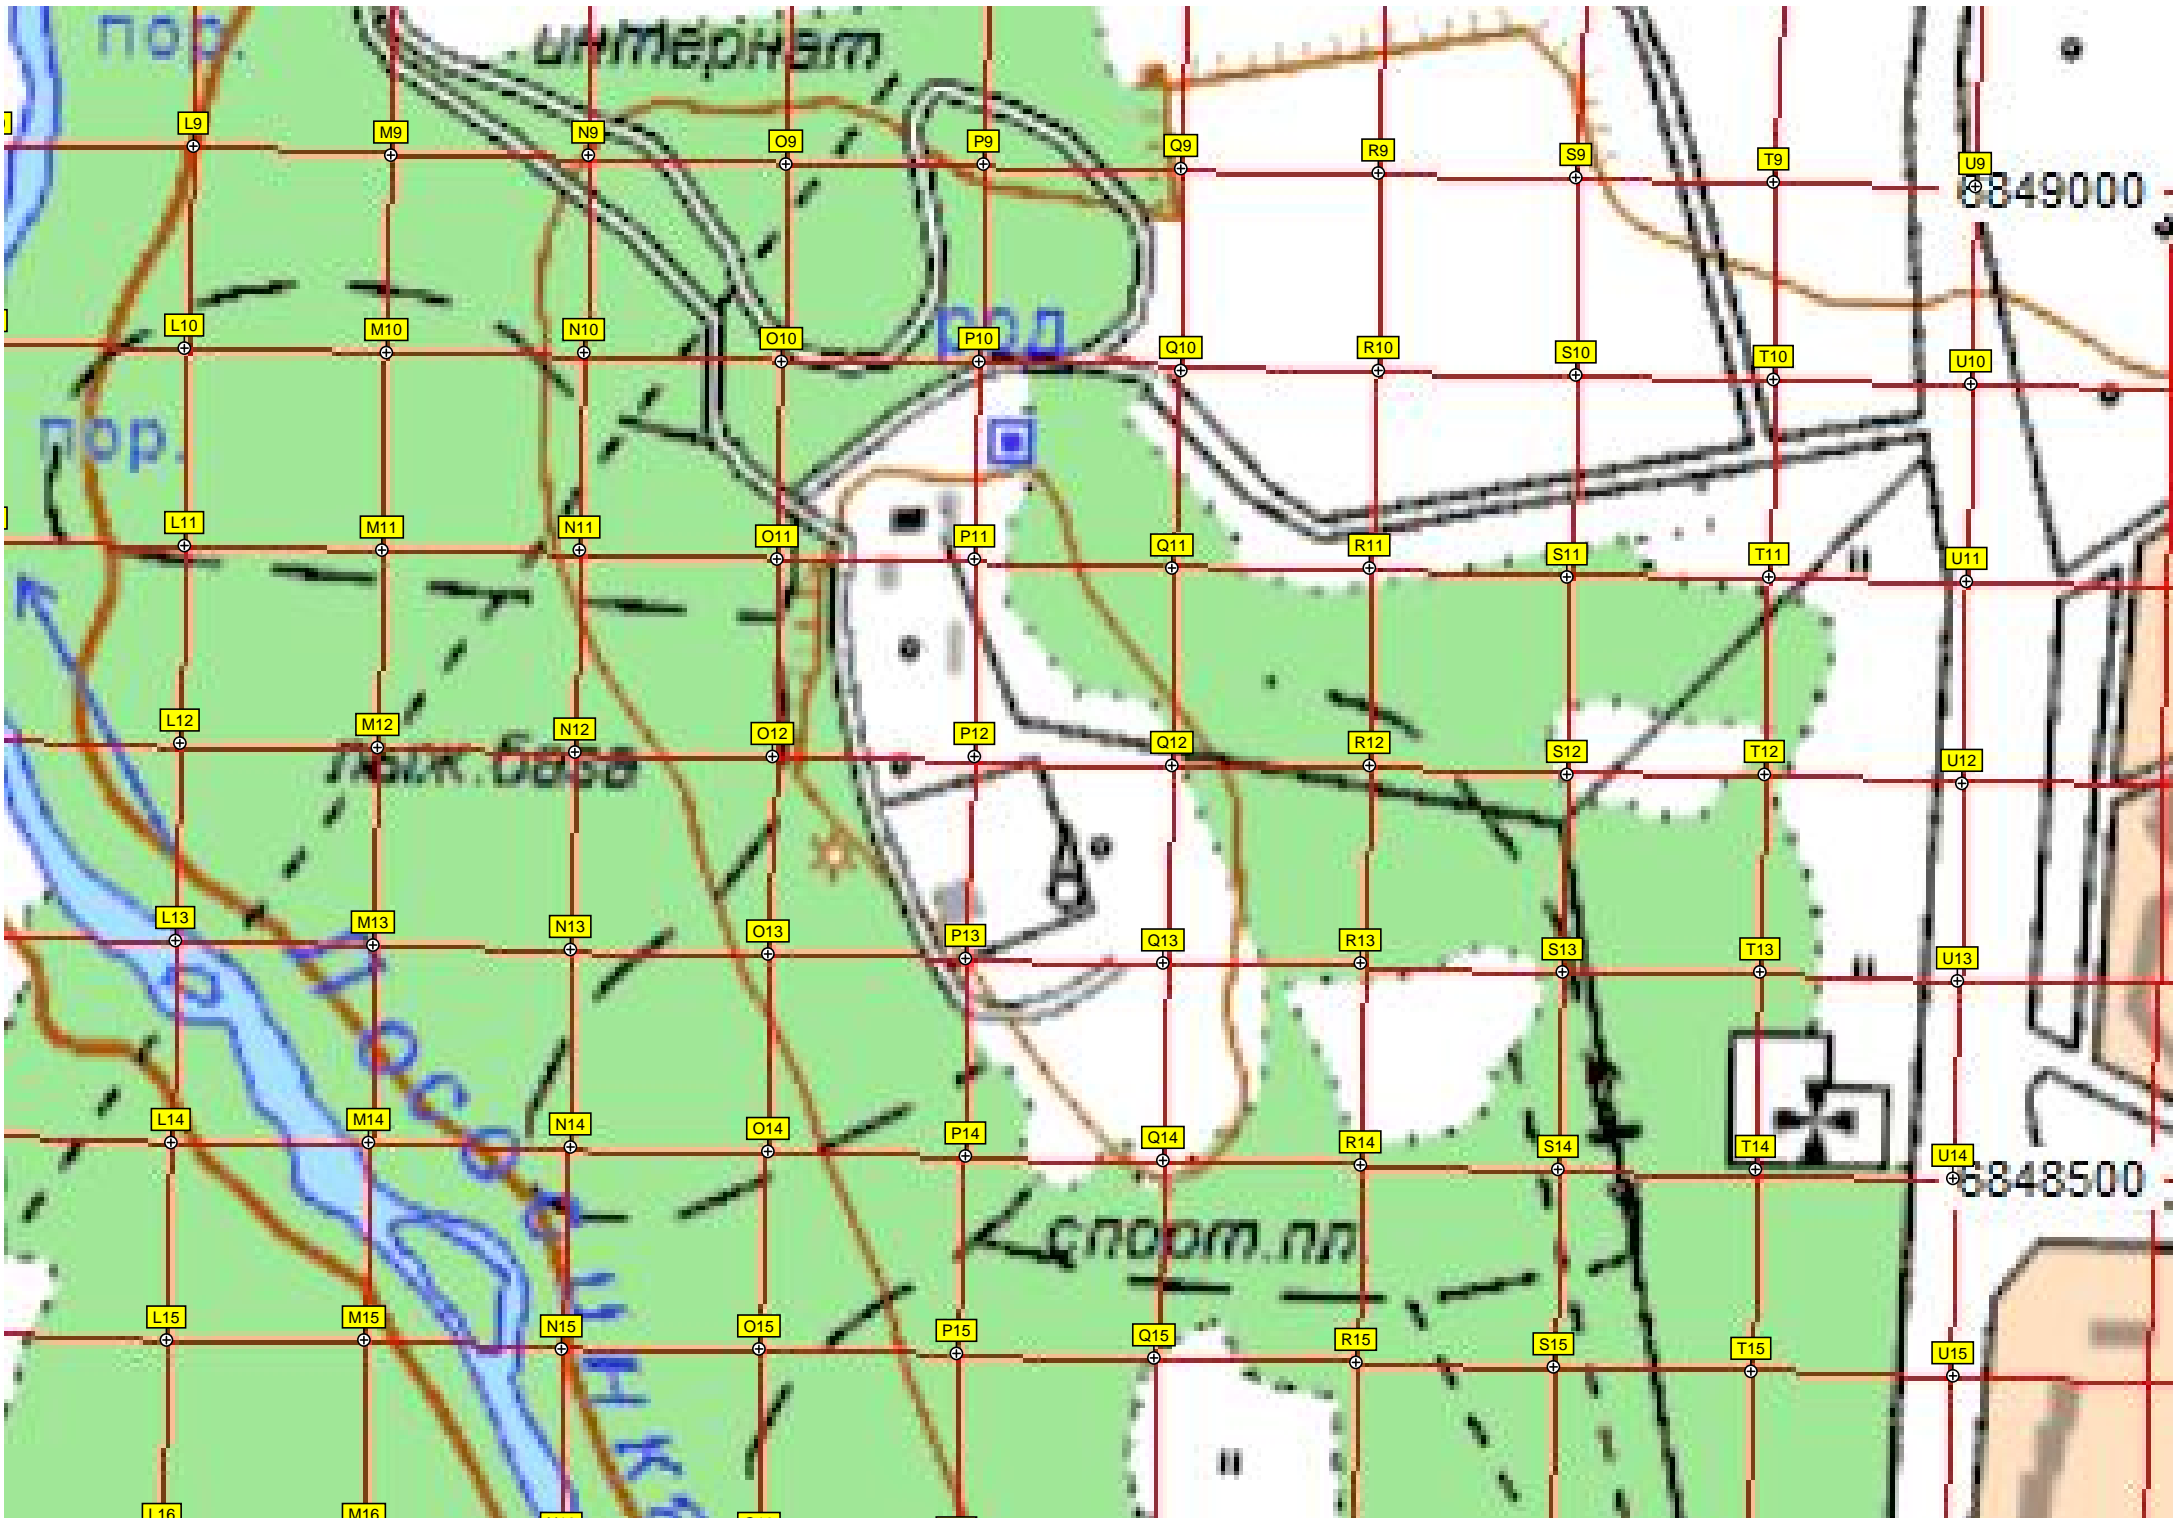 пор.
интернат
L9 M9 N9 O9 P9 Q9 R9 S9 T9 U9
6849000
род
L10 M10 N10 O10 P10 Q10 R10 S10 T10 U10
пор.
L11 M11 N11 O11 P11 Q11 R11 S11 T11 U11
L12 M12 N12 O12 P12 Q12 R12 S12 T12 U12
лыж.база
L13 M13 N13 O13 P13 Q13 R13 S13 T13 U13
р
Лососинка
L14 M14 N14 O14 P14 Q14 R14 S14 T14 U14
6848500
спорт.пл
L15 M15 N15 O15 P15 Q15 R15 S15 T15 U15
L16 M16